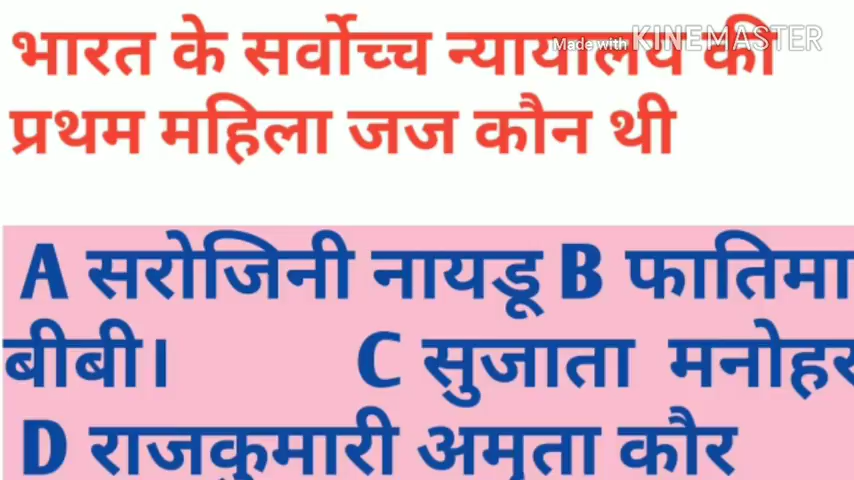 भारत के सर्वोच्च न्यायालय की
Made with KINEMASTER
प्रथम महिला जज कौन थी
A सरोजिनी नायडू B फातिमा
बीबी। C सुजाता मनोहर
D राजकुमारी अमृता कौर